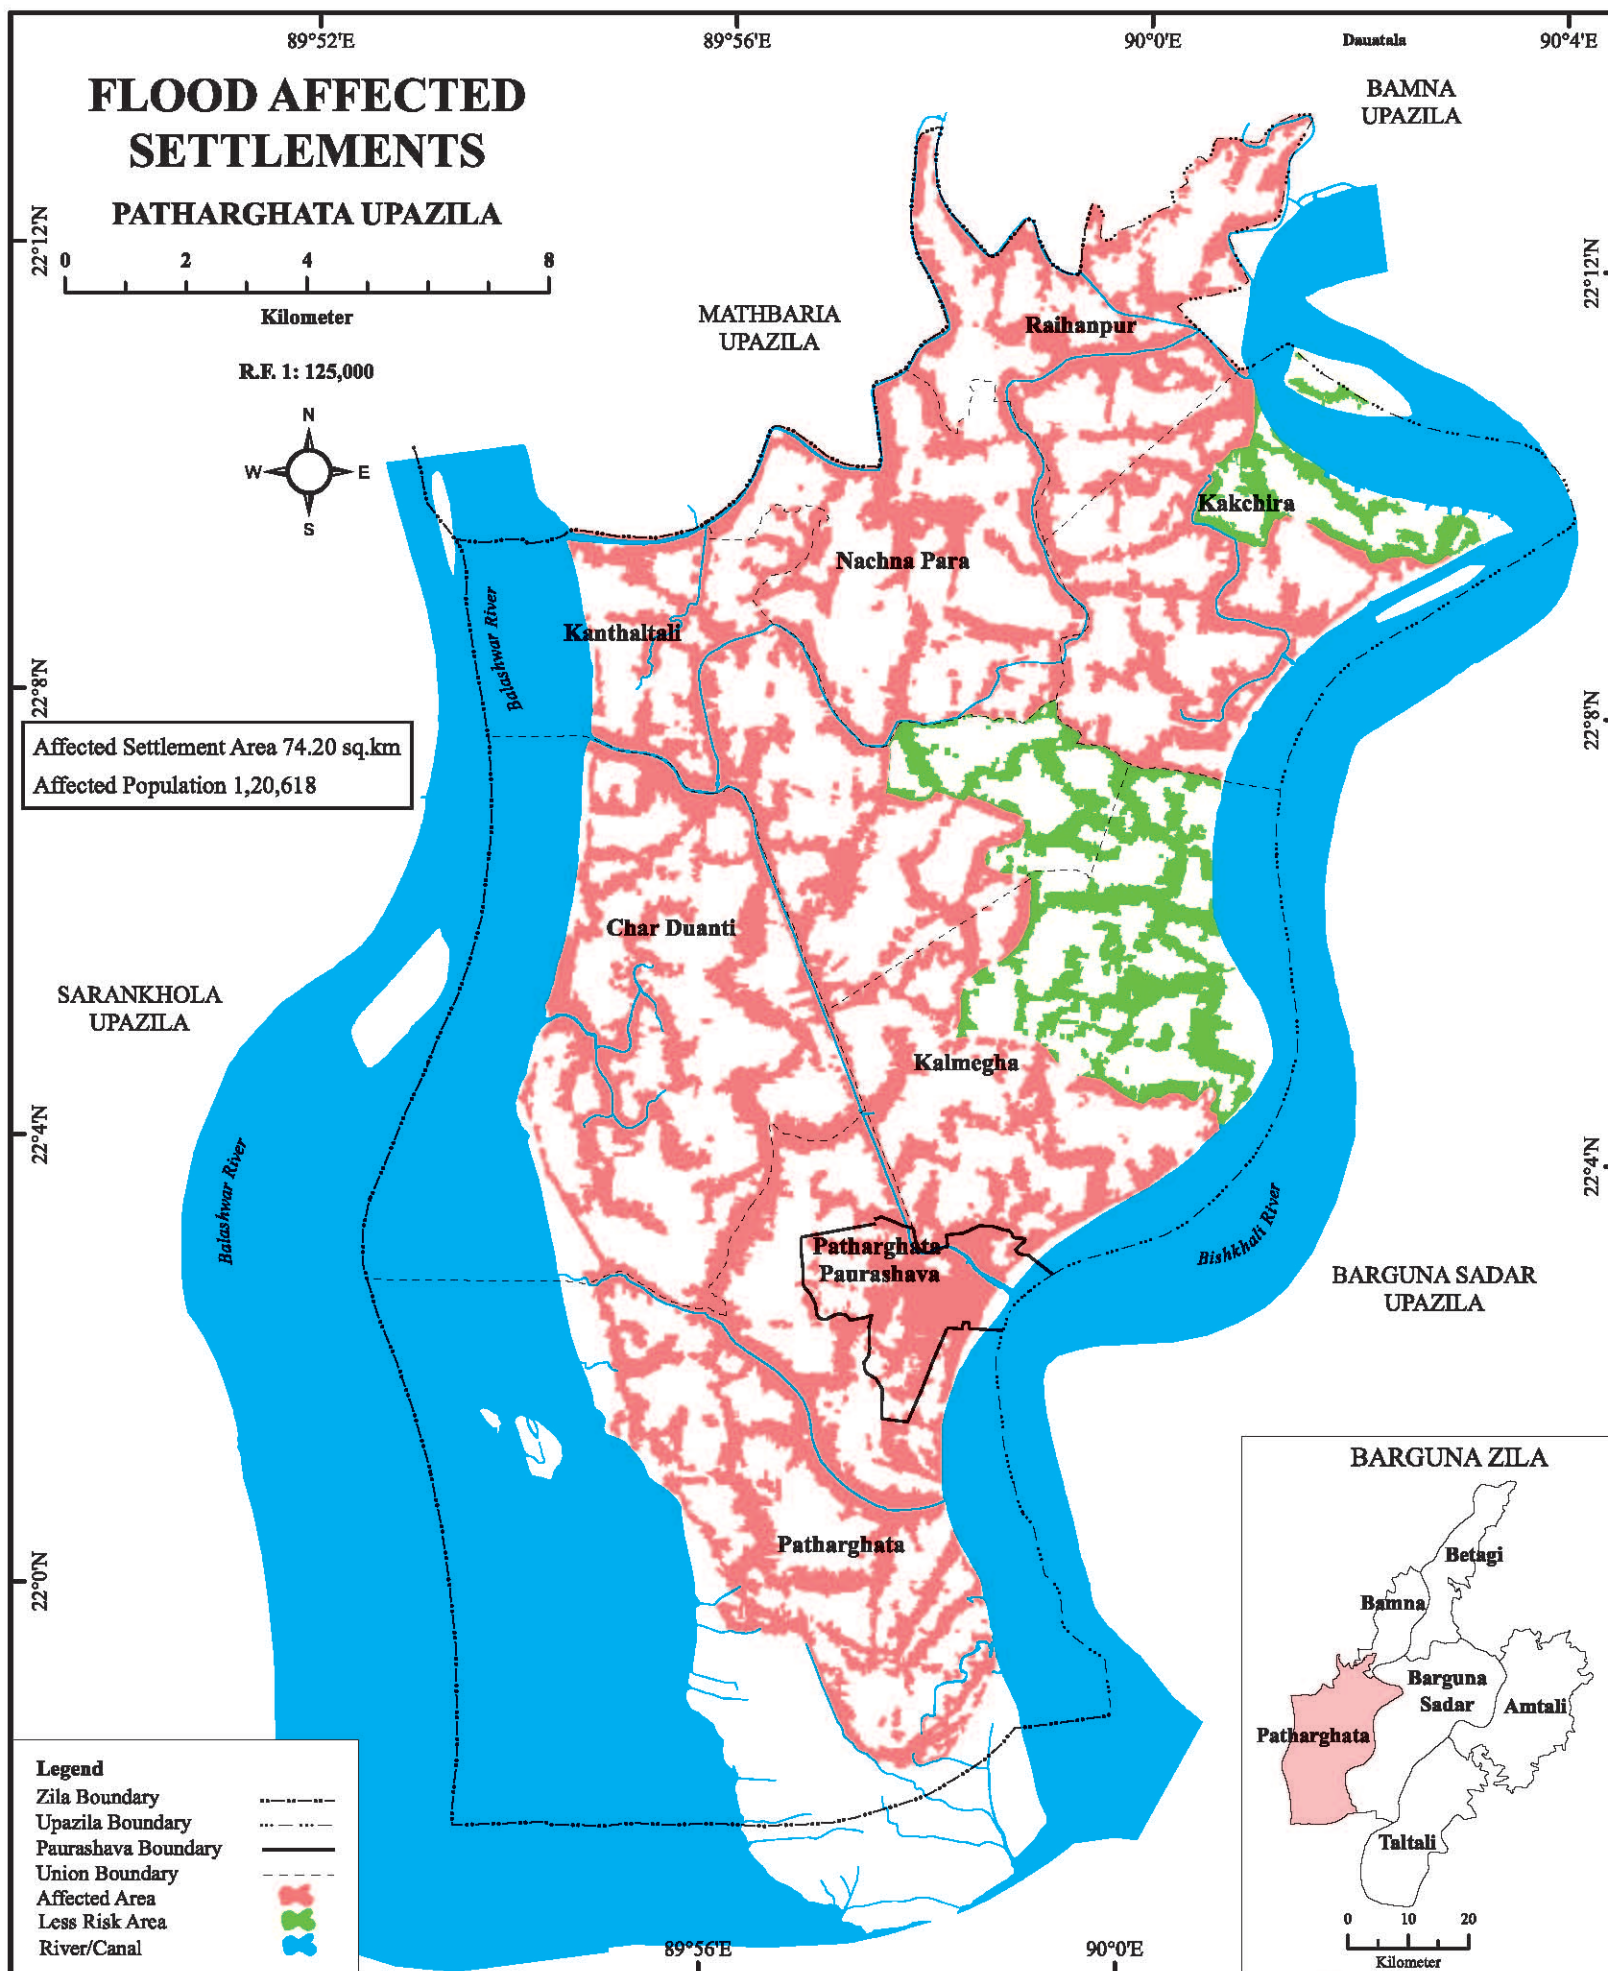 89°52'E
89°56'E
90°0'E
Dauatala
90°4'E
FLOOD AFFECTED
SETTLEMENTS
PATHARGHATA UPAZILA
BAMNA
UPAZILA
22°12'N
22°12'N
0 2 4 8
Kilometer
R.F. 1: 125,000
N
W E
S
MATHBARIA
UPAZILA
Raihanpur
Kakchira
Nachna Para
Kanthaltali
Balashwar River
22°8'N
22°8'N
Affected Settlement Area 74.20 sq.km
Affected Population 1,20,618
Char Duanti
SARANKHOLA
UPAZILA
Kalmegha
22°4'N
22°4'N
Balashwar River
Bishkhali River
Patharghata
Paurashava
BARGUNA SADAR
UPAZILA
Patharghata
22°0'N
BARGUNA ZILA
Betagi
Bamna
Barguna
Sadar
Amtali
Patharghata
Taltali
0 10 20
Kilometer
Legend
Zila Boundary
Upazila Boundary
Paurashava Boundary
Union Boundary
Affected Area
Less Risk Area
River/Canal
89°56'E
90°0'E